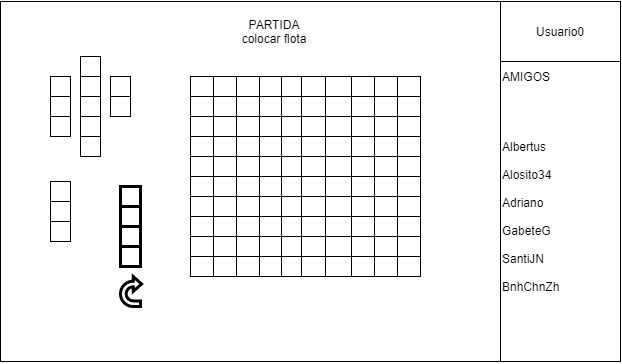 PARTIDA
colocar flota
Usuario0
AMIGOS
Albertus
Alosito34
Adriano
GabeteG
SantiJN
BnhChnZh